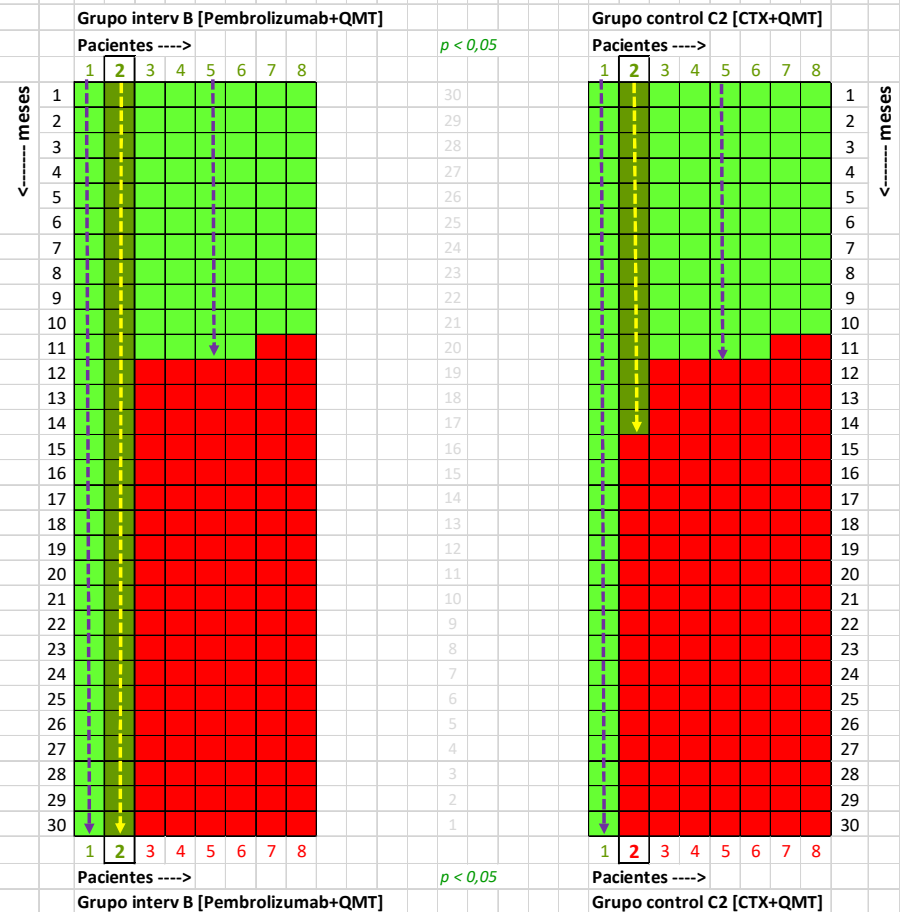 Grupo interv B [Pembrolizumab+QMT] Grupo control C2 [CTX+QMT]
Pacientes ----> p < 0,05 Pacientes ---->
1 2 3 4 5 6 7 8 1 2 3 4 5 6 7 8
<------- meses
<------- meses
1 30 1
2 29 2
3 28 3
4 27 4
5 26 5
6 25 6
7 24 7
8 23 8
9 22 9
10 21 10
11 20 11
12 19 12
13 18 13
14 17 14
15 16 15
16 15 16
17 14 17
18 13 18
19 12 19
20 11 20
21 10 21
22 9 22
23 8 23
24 7 24
25 6 25
26 5 26
27 4 27
28 3 28
29 2 29
30 1 30
1 2 3 4 5 6 7 8 1 2 3 4 5 6 7 8
Pacientes ----> p < 0,05 Pacientes ---->
Grupo interv B [Pembrolizumab+QMT] Grupo control C2 [CTX+QMT]